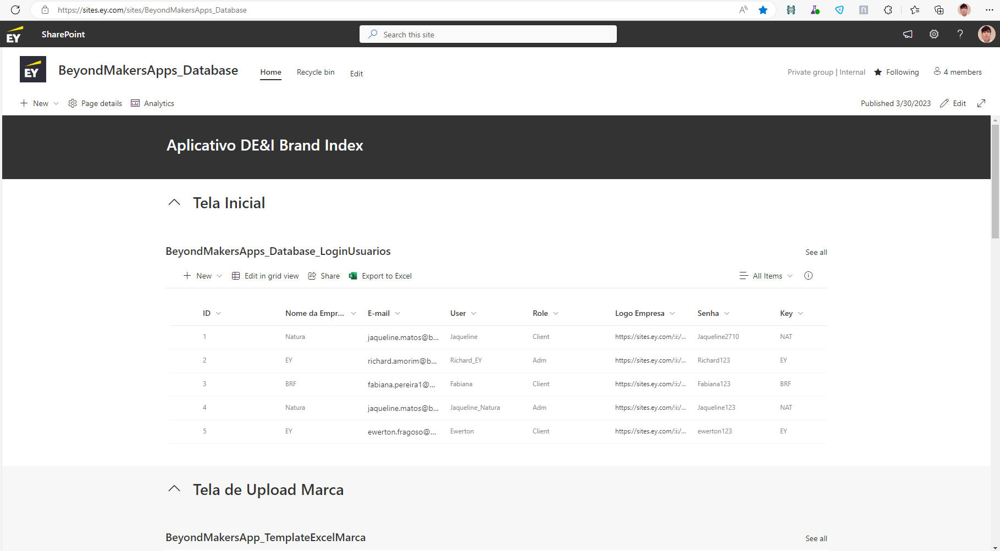 https://sites.ey.com/sites/BeyondMakersApps_Database
EY SharePoint Search this site
EY BeyondMakersApps_Database Home Recycle bin Edit Private group | Internal Following 4 members
New Page details Analytics Published 3/30/2023 Edit
Aplicativo DE&I Brand Index
Tela Inicial
BeyondMakersApps_Database_LoginUsuarios See all
New Edit in grid view Share Export to Excel All Items
ID Nome da Empr... E-mail User Role Logo Empresa Senha Key
1 Natura jaqueline.matos@b... Jaqueline Client https://sites.ey.com/:i:/... Jaqueline2710 NAT
2 EY richard.amorim@b... Richard_EY Adm https://sites.ey.com/:i:/... Richard123 EY
3 BRF fabiana.pereira1@... Fabiana Client https://sites.ey.com/:i:/... Fabiana123 BRF
4 Natura jaqueline.matos@b... Jaqueline_Natura Adm https://sites.ey.com/:i:/... Jaqueline123 NAT
5 EY ewerton.fragoso@... Ewerton Client https://sites.ey.com/:i:/... ewerton123 EY
Tela de Upload Marca
BeyondMakersApp_TemplateExcelMarca See all